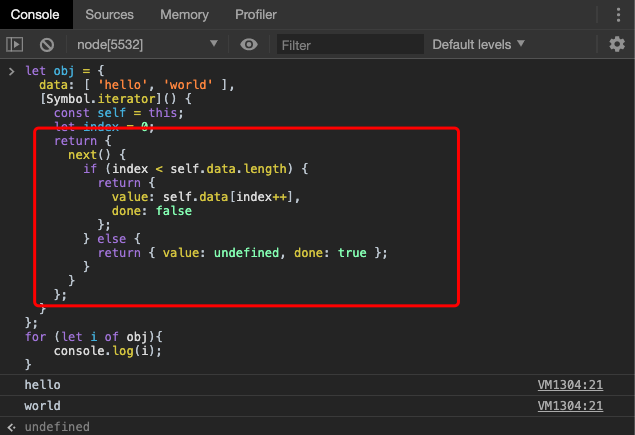 Console Sources Memory Profiler
node[5532] ▼ Filter Default levels ▼
> let obj = {
data: [ 'hello', 'world' ],
[Symbol.iterator]() {
const self = this;
let index = 0;
return {
next() {
if (index < self.data.length) {
return {
value: self.data[index++],
done: false
};
} else {
return { value: undefined, done: true };
}
}
};
}
};
for (let i of obj){
console.log(i);
}
hello VM1304:21
world VM1304:21
undefined